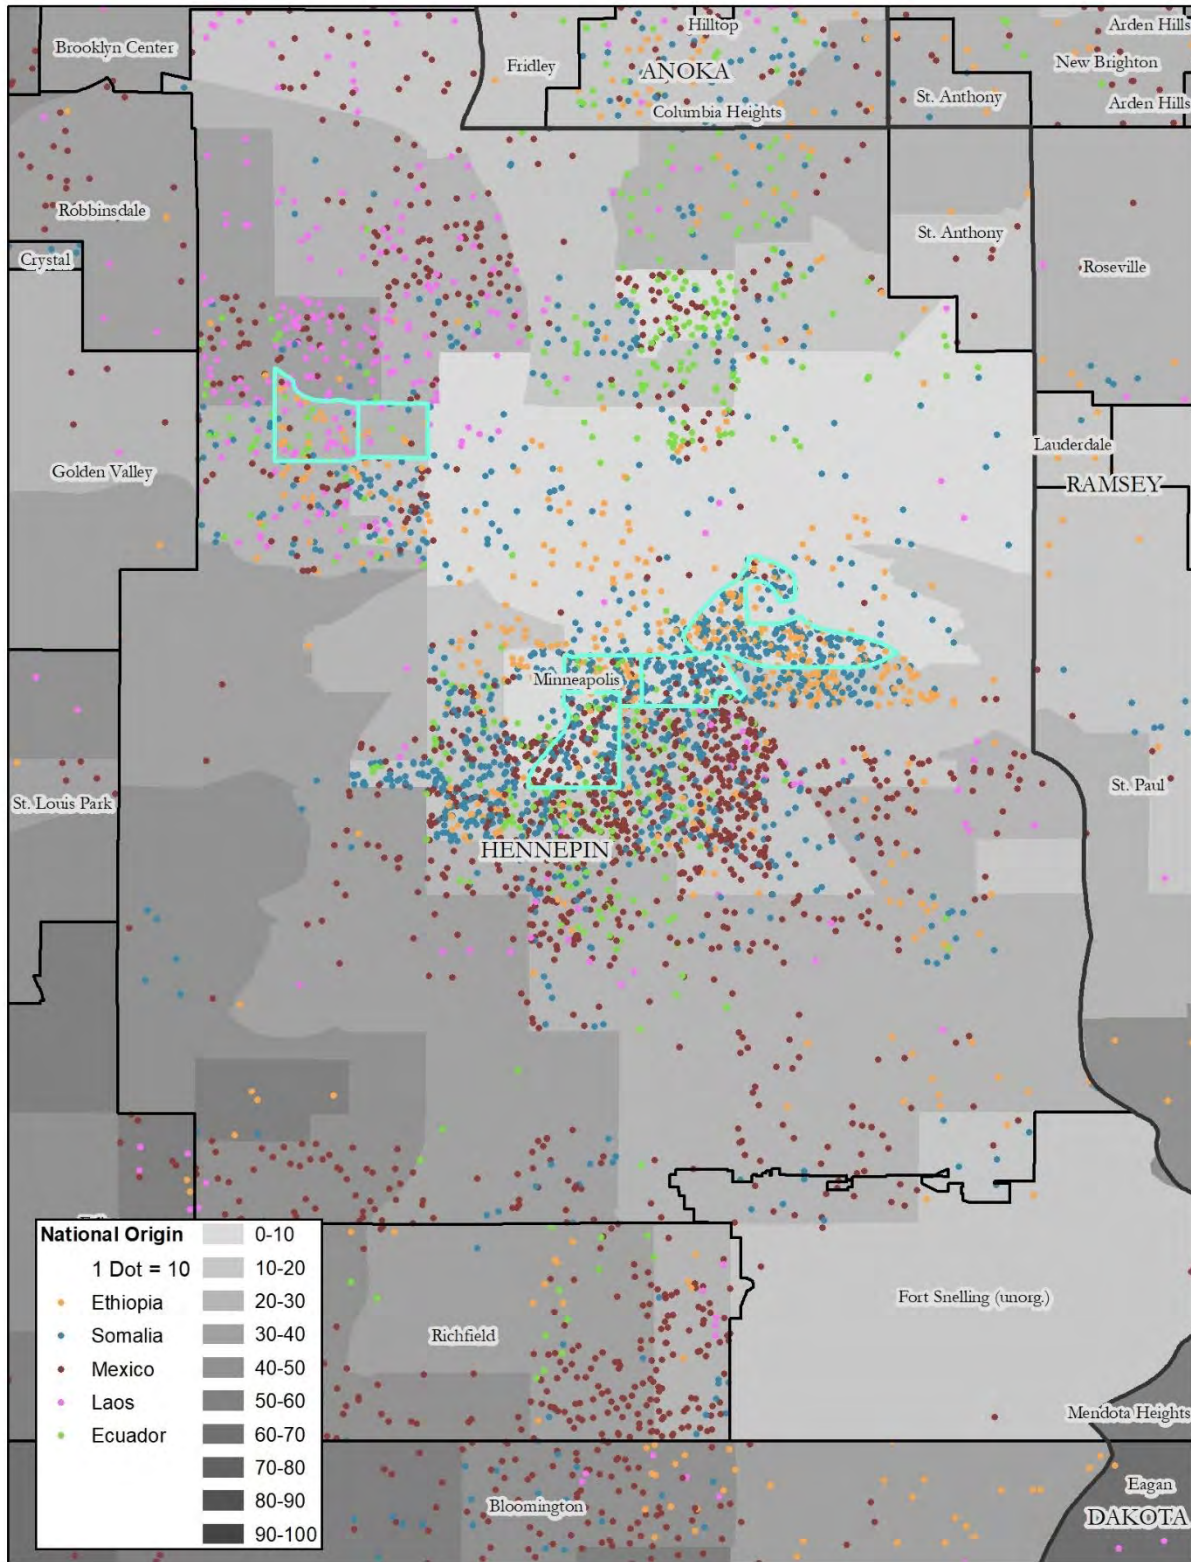 Hilltop
Arden Hills
Brooklyn Center
Fridley
ANOKA
New Brighton
St. Anthony
Arden Hills
Columbia Heights
Robbinsdale
St. Anthony
Crystal
Roseville
Lauderdale
Golden Valley
RAMSEY
Minneapolis
St. Louis Park
St. Paul
HENNEPIN
National Origin
1 Dot = 10
Ethiopia
Somalia
Mexico
Laos
Ecuador
0-10
10-20
20-30
30-40
40-50
50-60
60-70
70-80
80-90
90-100
Fort Snelling (unorg.)
Richfield
Mendota Heights
Eagan
Bloomington
DAKOTA